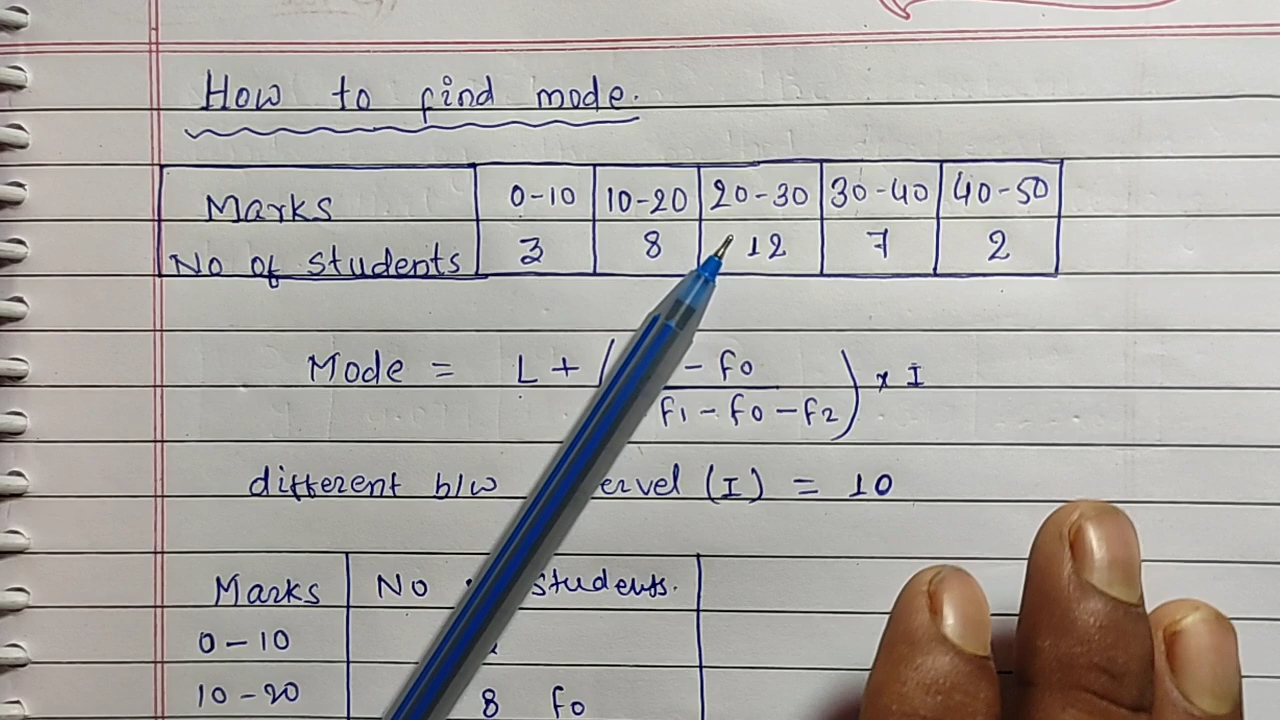 How to find mode.
Marks 0-10 10-20 20-30 30-40 40-50
No of students 3 8 12 7 2
Mode = L + ( - f0
f1 - f0 - f2 ) x I
different b/w ervel (I) = 10
Marks No students.
0-10
10-20 8 f0